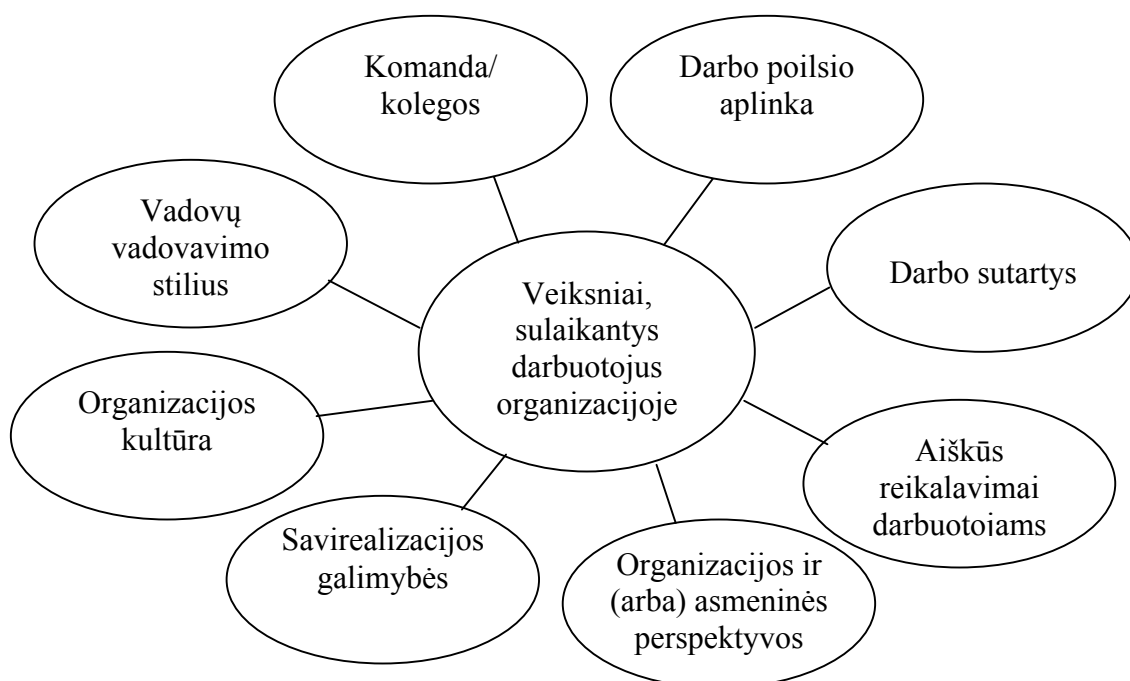 Komanda/
kolegos
Darbo poilsio
aplinka
Vadovų
vadovavimo
stilius
Darbo sutartys
Veiksniai,
sulaikantys
darbuotojus
organizacijoje
Organizacijos
kultūra
Aiškūs
reikalavimai
darbuotojams
Savirealizacijos
galimybės
Organizacijos ir
(arba) asmeninės
perspektyvos